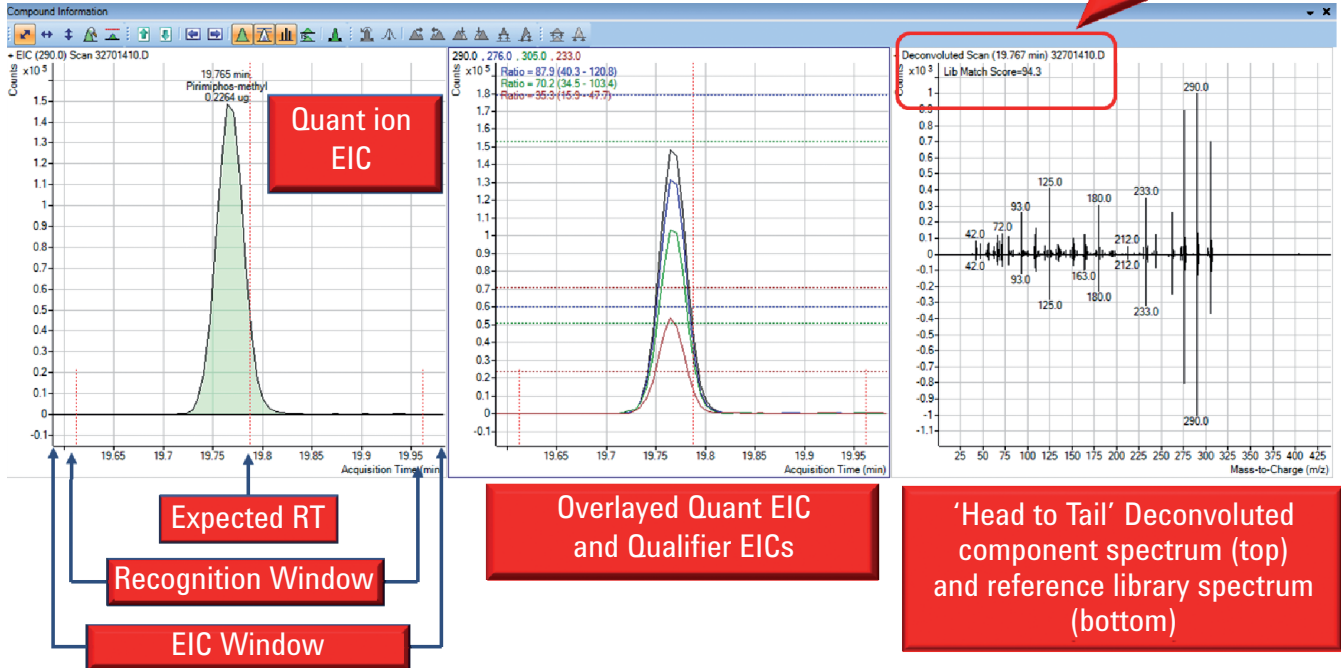 Compound Information
+ EIC (290.0) Scan 32701410.D
Counts
x10 5
19.765 min.
Pirimiphos-methyl
0.2264 ug
1.5
1.4
1.3
1.2
1.1
1
0.9
0.8
0.7
0.6
0.5
0.4
0.3
0.2
0.1
0
-0.1
19.65 19.7 19.75 19.8 19.85 19.9 19.95
Acquisition Time (min)
Quant ion
EIC
290.0 , 276.0 , 305.0 , 233.0
Counts
x10 5
Ratio = 87.9 (40.3 - 120.8)
Ratio = 70.2 (34.5 - 103.4)
Ratio = 35.3 (15.9 - 47.7)
1.8
1.7
1.6
1.5
1.4
1.3
1.2
1.1
1
0.9
0.8
0.7
0.6
0.5
0.4
0.3
0.2
0.1
0
-0.1
19.65 19.7 19.75 19.8 19.85 19.9 19.95
Acquisition Time (min)
Deconvoluted Scan (19.767 min) 32701410.D
Counts
x10 5
Lib Match Score=94.3
1
0.9
0.8
0.7
0.6
0.5
0.4
0.3
0.2
0.1
0
-0.1
-0.2
-0.3
-0.4
-0.5
-0.6
-0.7
-0.8
-0.9
-1
-1.1
290.0
125.0
180.0
233.0
93.0
42.0 72.0
212.0
42.0
212.0
93.0
163.0
180.0
125.0
233.0
290.0
25 50 75 100 125 150 175 200 225 250 275 300 325 350 375 400 425
Mass-to-Charge (m/z)
Expected RT
Recognition Window
EIC Window
Overlayed Quant EIC
and Qualifier EICs
‘Head to Tail’ Deconvoluted
component spectrum (top)
and reference library spectrum
(bottom)